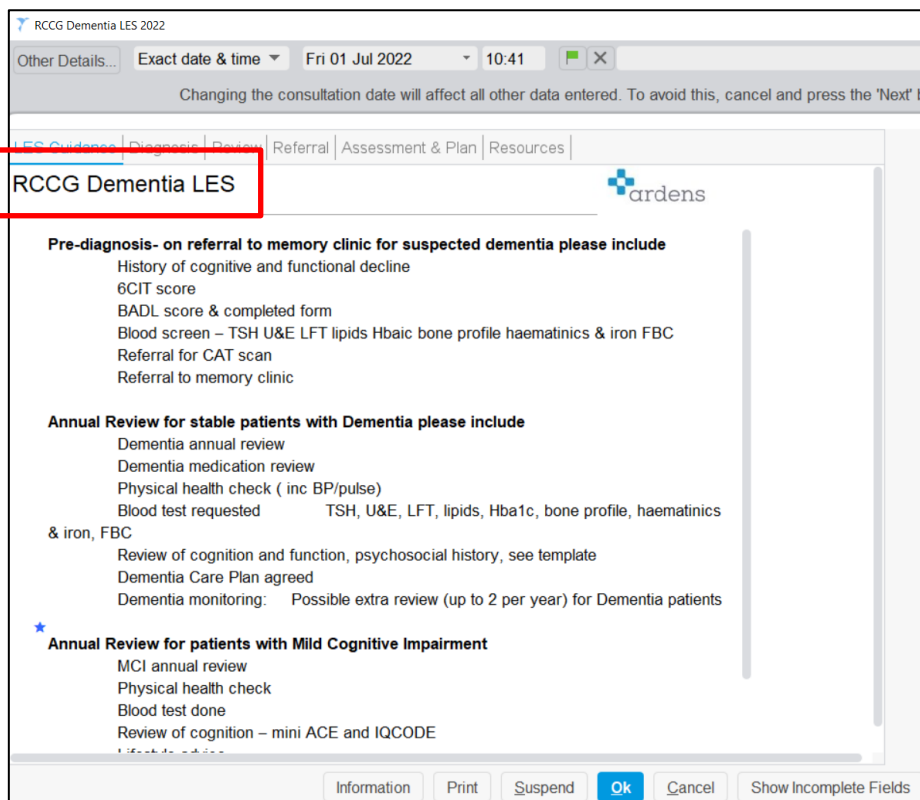 RCCG Dementia LES 2022
Other Details... Exact date & time Fri 01 Jul 2022 10:41
Changing the consultation date will affect all other data entered. To avoid this, cancel and press the 'Next' b
LES Guidance Diagnosis Review Referral Assessment & Plan Resources
RCCG Dementia LES
ardens
Pre-diagnosis- on referral to memory clinic for suspected dementia please include
History of cognitive and functional decline
6CIT score
BADL score & completed form
Blood screen – TSH U&E LFT lipids Hbaic bone profile haematinics & iron FBC
Referral for CAT scan
Referral to memory clinic
Annual Review for stable patients with Dementia please include
Dementia annual review
Dementia medication review
Physical health check ( inc BP/pulse)
Blood test requested TSH, U&E, LFT, lipids, Hba1c, bone profile, haematinics
& iron, FBC
Review of cognition and function, psychosocial history, see template
Dementia Care Plan agreed
Dementia monitoring: Possible extra review (up to 2 per year) for Dementia patients
Annual Review for patients with Mild Cognitive Impairment
MCI annual review
Physical health check
Blood test done
Review of cognition – mini ACE and IQCODE
Information Print Suspend Ok Cancel Show Incomplete Fields